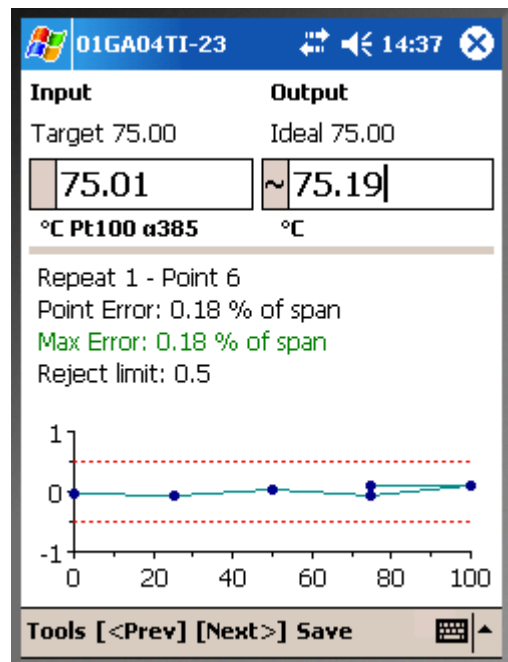 01GA04TI-23 14:37
Input Output
Target 75.00 Ideal 75.00
75.01 ~ 75.19
°C Pt100 α385 °C
Repeat 1 - Point 6
Point Error: 0.18 % of span
Max Error: 0.18 % of span
Reject limit: 0.5
1
0
-1
0 20 40 60 80 100
Tools [<Prev] [Next>] Save